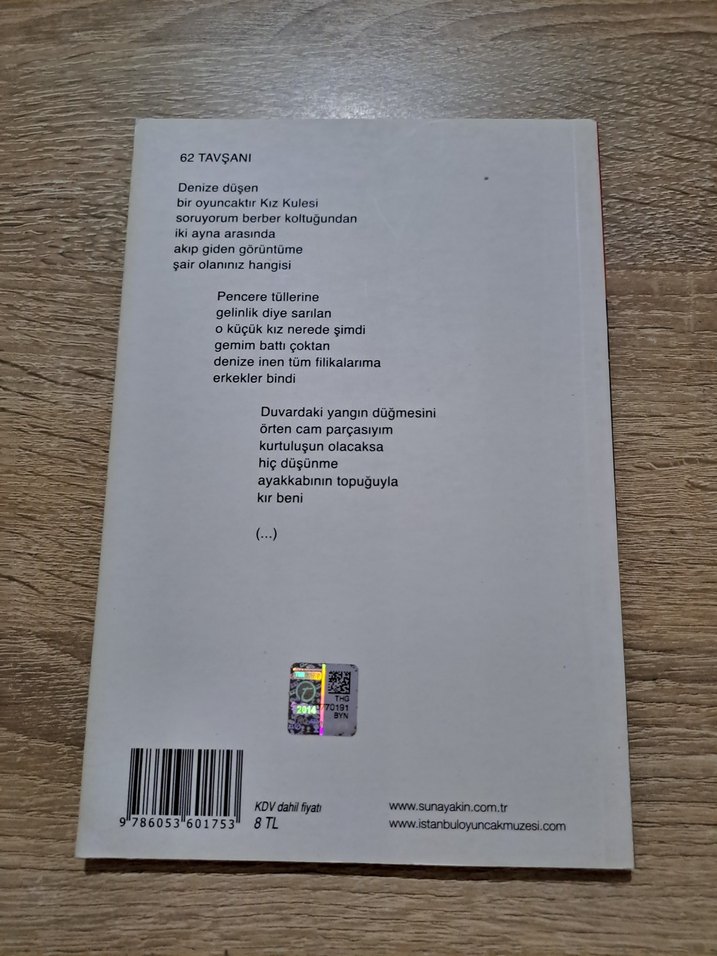 62 TAVŞANI
Denize düşen
bir oyuncaktır Kız Kulesi
soruyorum berber koltuğundan
iki ayna arasında
akıp giden görüntüme
şair olanınız hangisi
Pencere tüllerine
gelinlik diye sarılan
o küçük kız nerede şimdi
gemim battı çoktan
denize inen tüm filikalarıma
erkekler bindi
Duvardaki yangın düğmesini
örten cam parçasıyım
kurtuluşun olacaksa
hiç düşünme
ayakkabının topuğuyla
kır beni
(...)
THG
2014
770191
BYN
KDV dahil fiyatı
8 TL
www.sunayakin.com.tr
www.istanbuloyuncakmuzesi.com
9 786053 601753